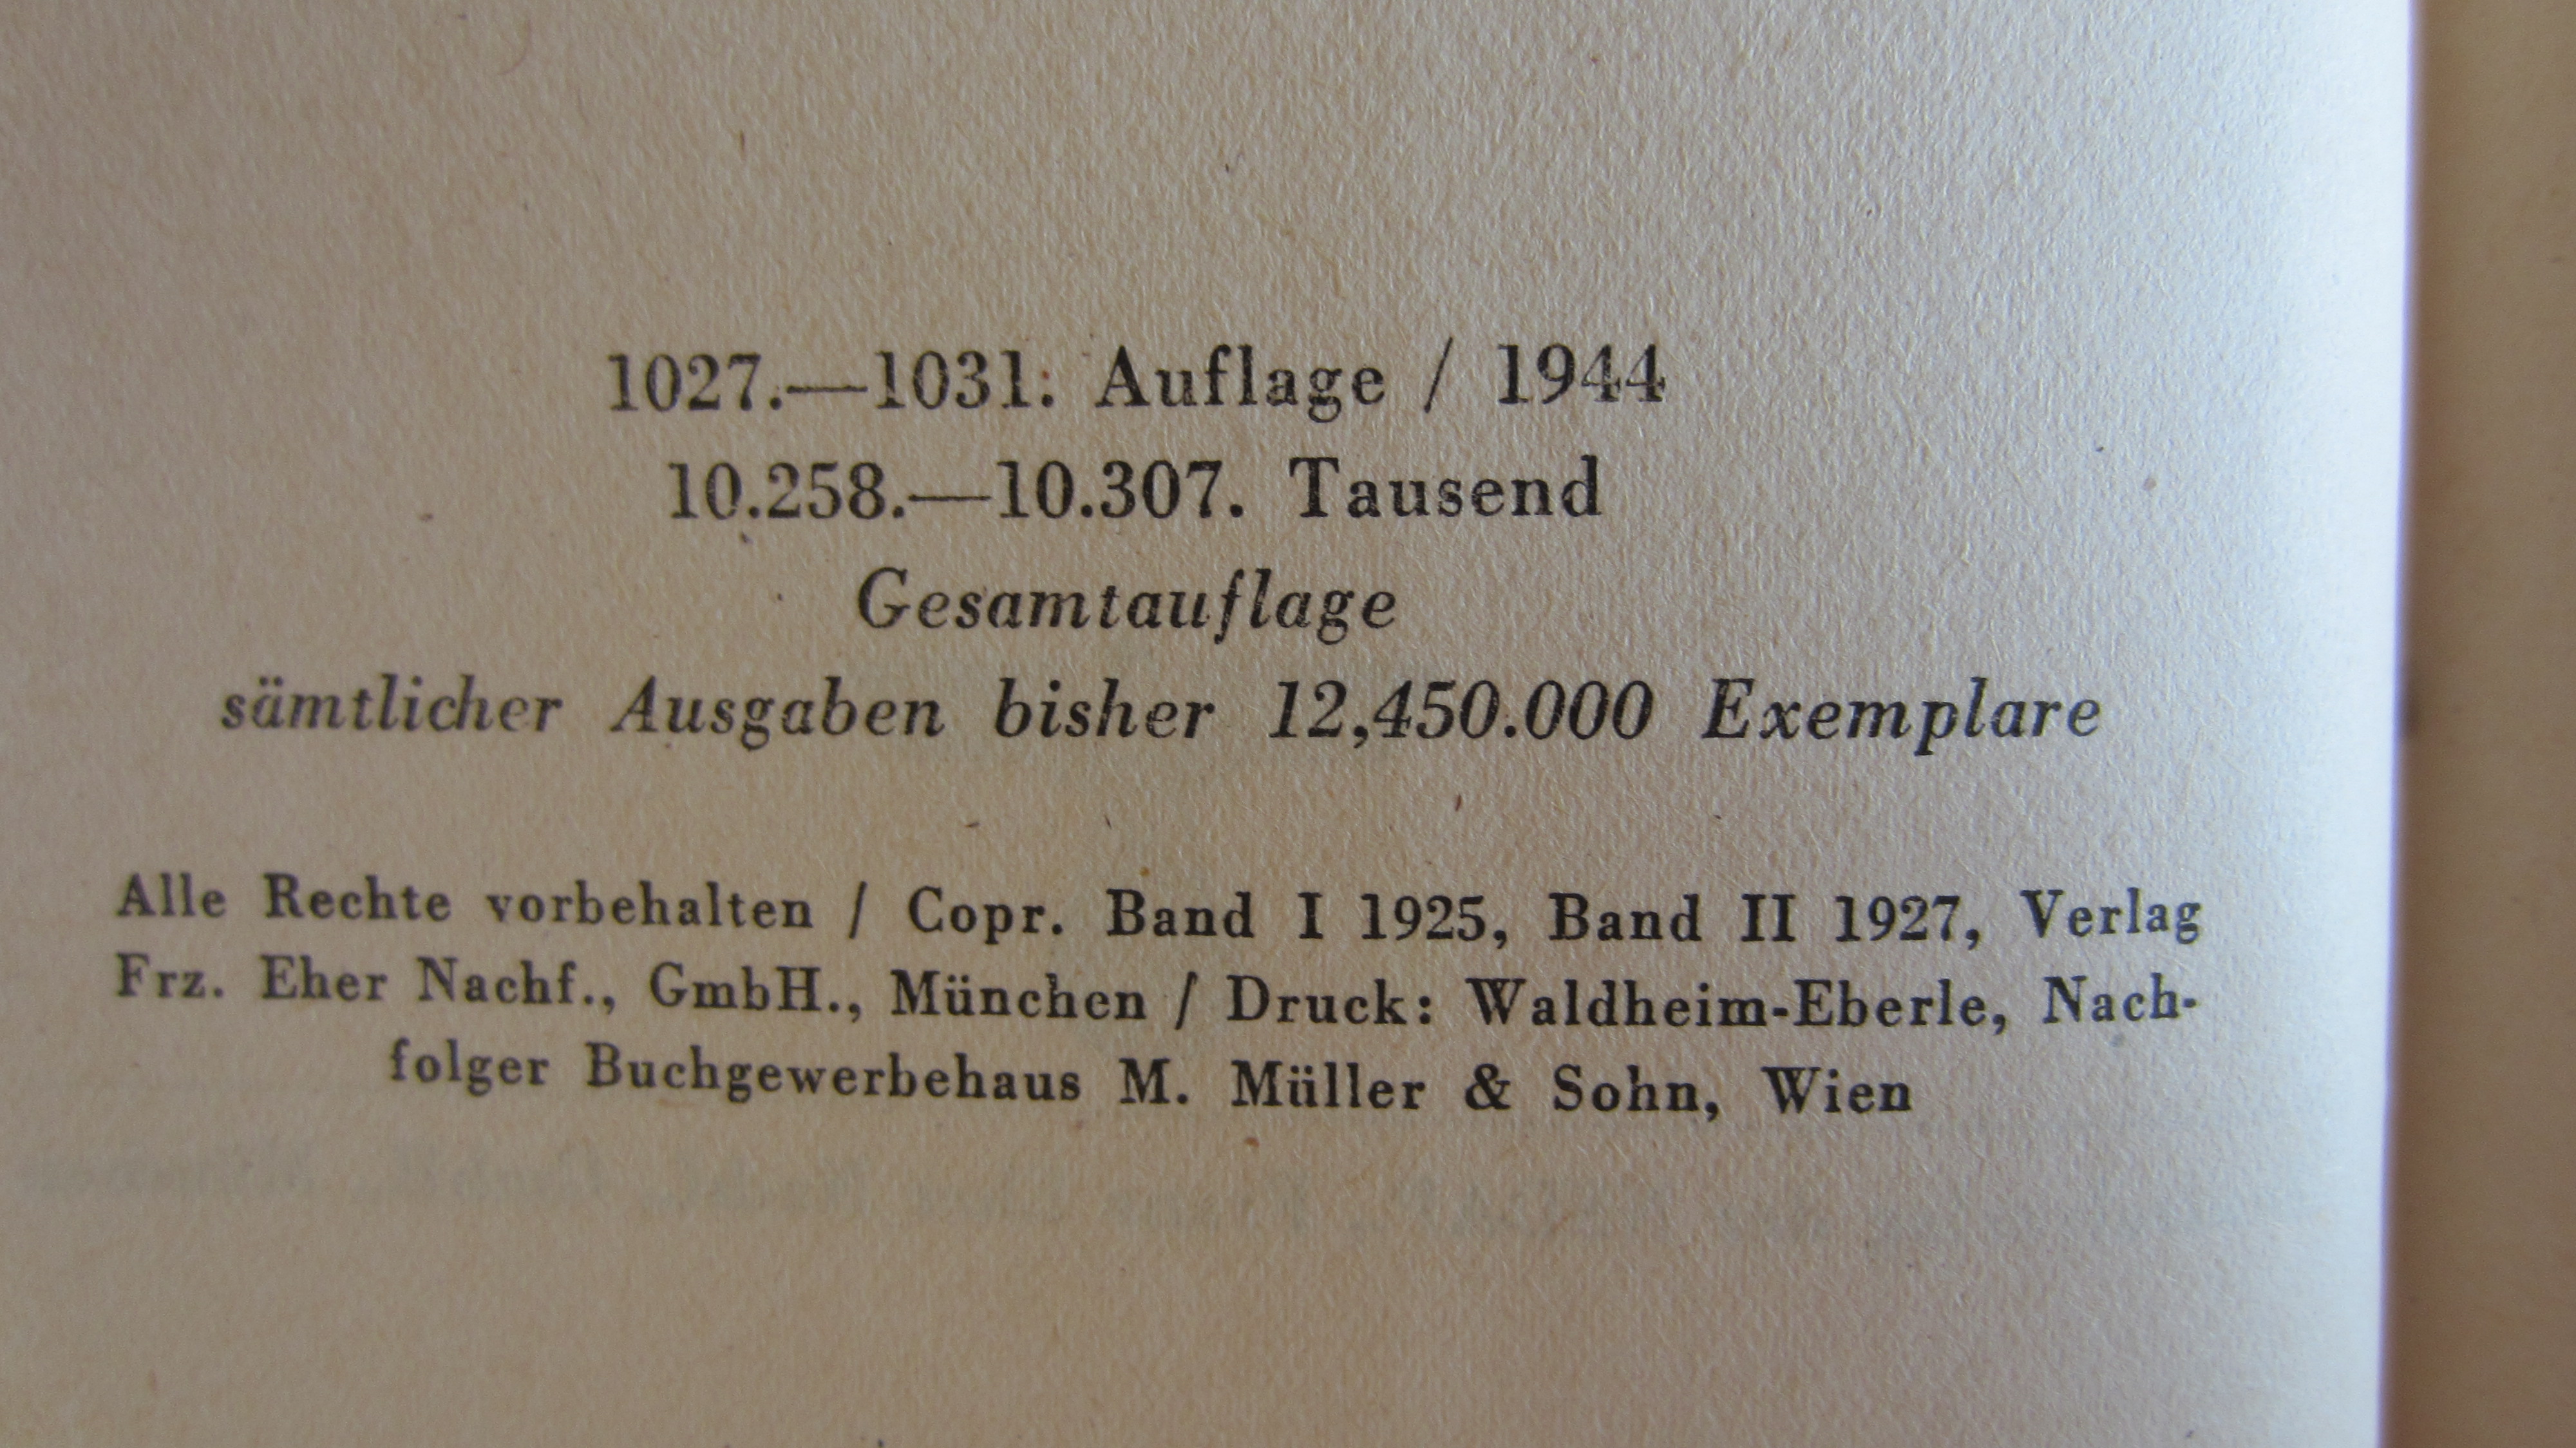 1027.—1031. Auflage / 1944
10.258.—10.307. Tausend
Gesamtauflage
sämtlicher Ausgaben bisher 12,450.000 Exemplare
Alle Rechte vorbehalten / Copr. Band I 1925, Band II 1927, Verlag
Frz. Eher Nachf., GmbH., München / Druck: Waldheim-Eberle, Nach-
folger Buchgewerbehaus M. Müller & Sohn, Wien